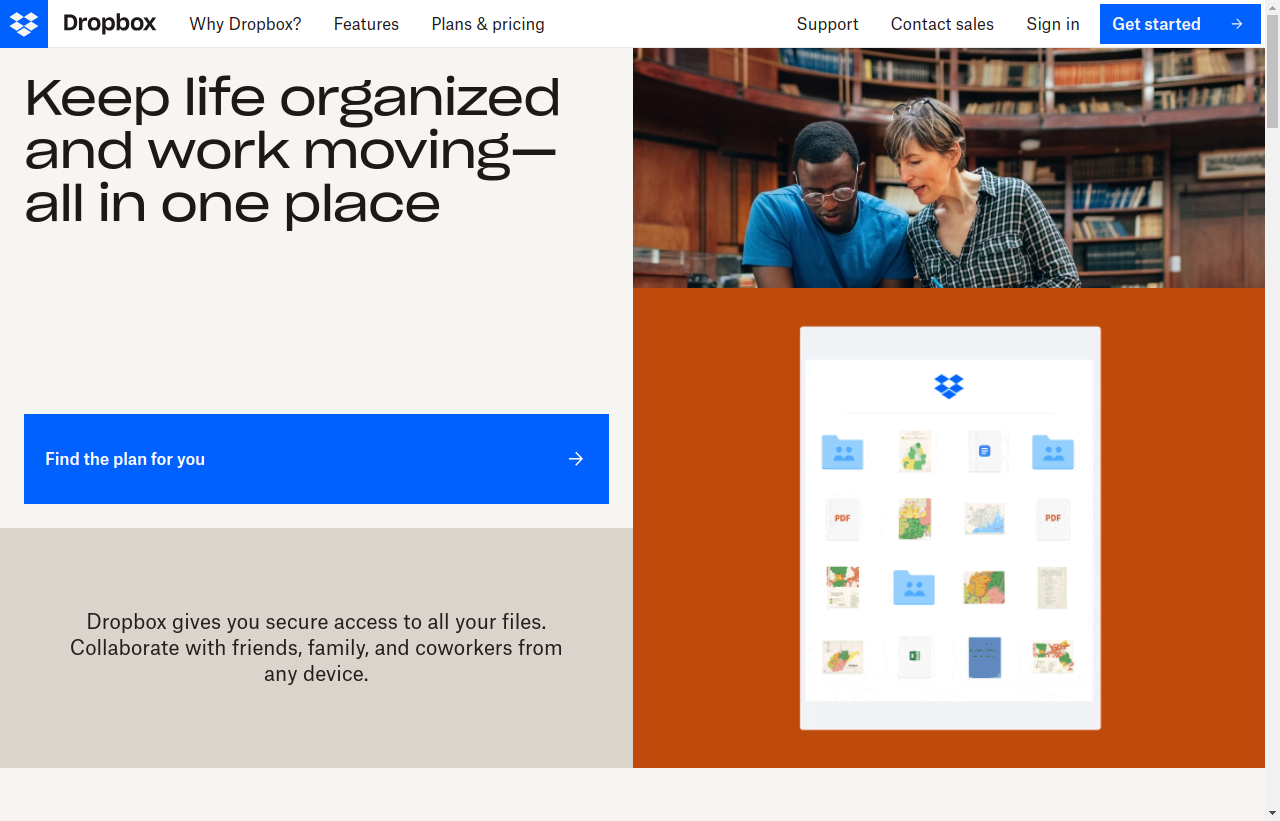 Dropbox
Why Dropbox?
Features
Plans & pricing
Support
Contact sales
Sign in
Get started
Keep life organized
and work moving—
all in one place
Find the plan for you
Dropbox gives you secure access to all your files.
Collaborate with friends, family, and coworkers from
any device.
PDF
PDF